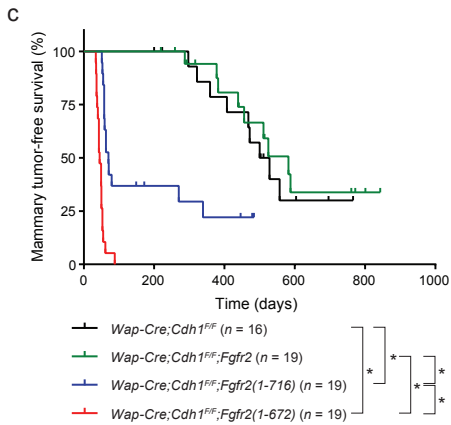 C
Mammary tumor-free survival (%)
100
75
50
25
0
0 200 400 600 800 1000
Time (days)
Wap-Cre;Cdh1F/F (n = 16)
Wap-Cre;Cdh1F/F;Fgfr2 (n = 19)
Wap-Cre;Cdh1F/F;Fgfr2(1-716) (n = 19)
Wap-Cre;Cdh1F/F;Fgfr2(1-672) (n = 19)
* * * * *